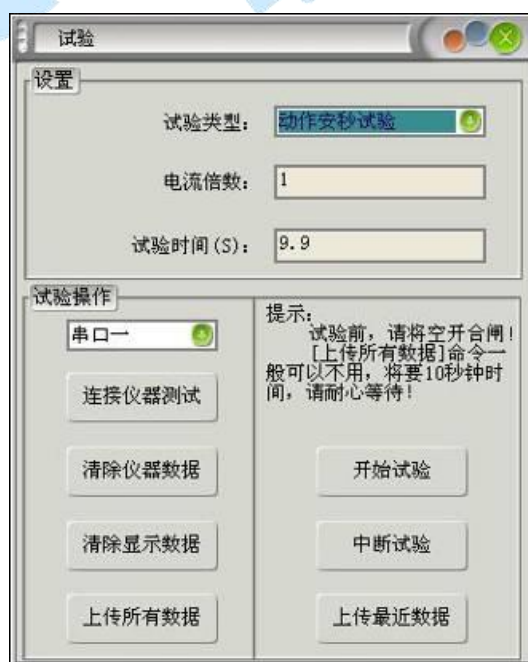 试验
设置
试验类型: 动作安秒试验
电流倍数: 1
试验时间(S): 9.9
试验操作
串口一
连接仪器测试
清除仪器数据
清除显示数据
上传所有数据
提示:
试验前，请将空开合闸!
[上传所有数据]命令一
般可以不用，将要10秒钟时
间，请耐心等待!
开始试验
中断试验
上传最近数据